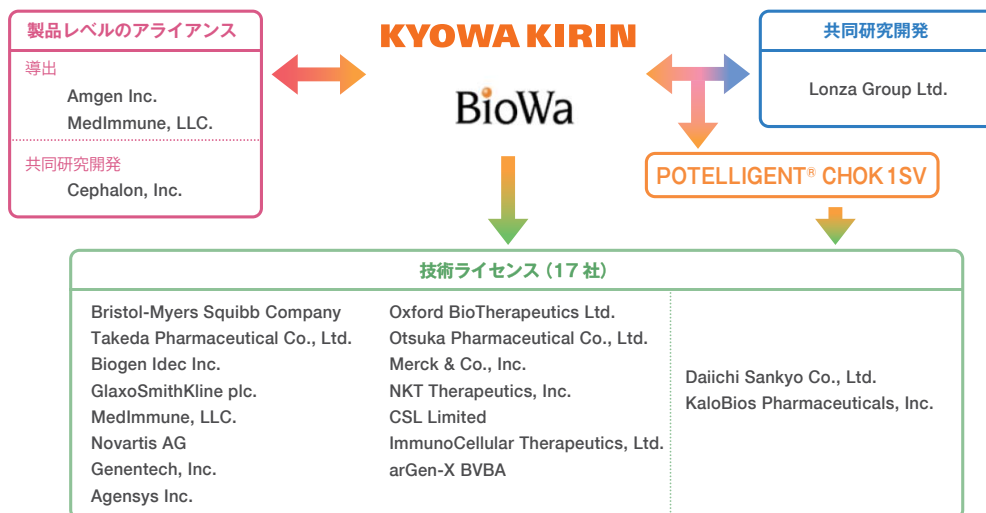 製品レベルのアライアンス
導出
Amgen Inc.
MedImmune, LLC.
共同研究開発
Cephalon, Inc.
KYOWA KIRIN
BioWa
共同研究開発
Lonza Group Ltd.
POTELLIGENT® CHOK1SV
技術ライセンス（17 社）
Bristol-Myers Squibb Company
Takeda Pharmaceutical Co., Ltd.
Biogen Idec Inc.
GlaxoSmithKline plc.
MedImmune, LLC.
Novartis AG
Genentech, Inc.
Agensys Inc.
Oxford BioTherapeutics Ltd.
Otsuka Pharmaceutical Co., Ltd.
Merck & Co., Inc.
NKT Therapeutics, Inc.
CSL Limited
ImmunoCellular Therapeutics, Ltd.
arGen-X BVBA
Daiichi Sankyo Co., Ltd.
KaloBios Pharmaceuticals, Inc.